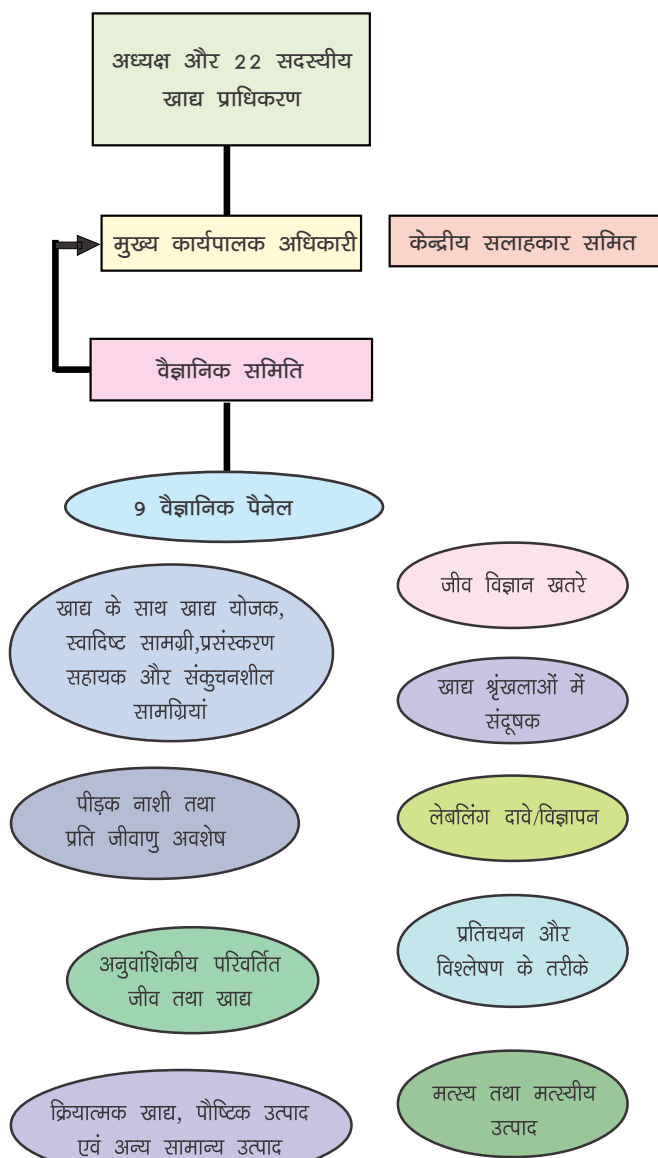 अध्यक्ष और 22 सदस्यीय
खाद्य प्राधिकरण
मुख्य कार्यपालक अधिकारी
केन्द्रीय सलाहकार समित
वैज्ञानिक समिति
9 वैज्ञानिक पैनेल
खाद्य के साथ खाद्य योजक,
स्वादिष्ट सामग्री,प्रसंस्करण
सहायक और संकुचनशील
सामग्रियां
जीव विज्ञान खतरे
खाद्य श्रृंखलाओं में
संदूषक
पीड़क नाशी तथा
प्रति जीवाणु अवशेष
लेबलिंग दावे/विज्ञापन
अनुवांशिकीय परिवर्तित
जीव तथा खाद्य
प्रतिचयन और
विश्लेषण के तरीके
क्रियात्मक खाद्य, पौष्टिक उत्पाद
एवं अन्य सामान्य उत्पाद
मत्स्य तथा मत्स्यीय
उत्पाद